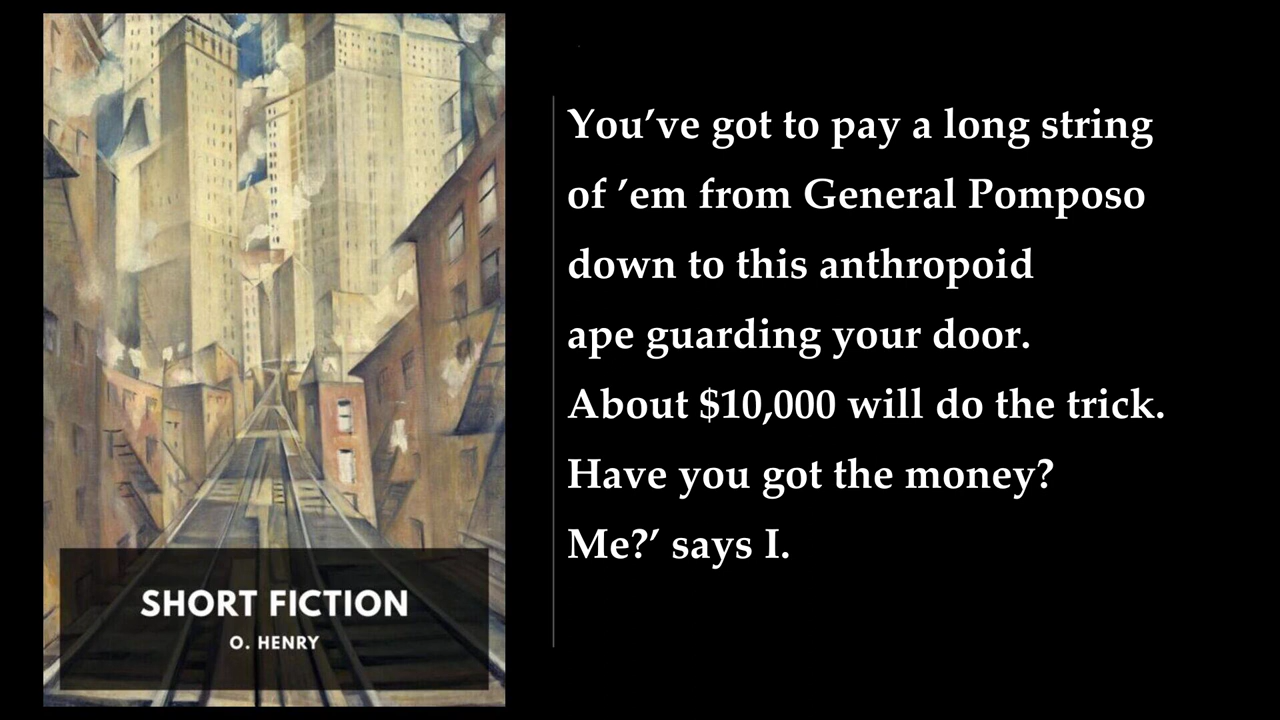 SHORT FICTION
O. HENRY
You’ve got to pay a long string
of ’em from General Pomposo
down to this anthropoid
ape guarding your door.
About $10,000 will do the trick.
Have you got the money?
Me?’ says I.